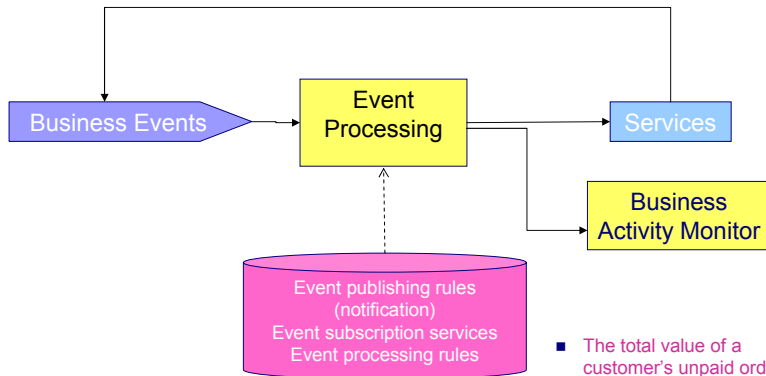 Business Events
Event
Processing
Services
Business
Activity Monitor
Event publishing rules
(notification)
Event subscription services
Event processing rules
■ The total value of a
customer's unpaid ord